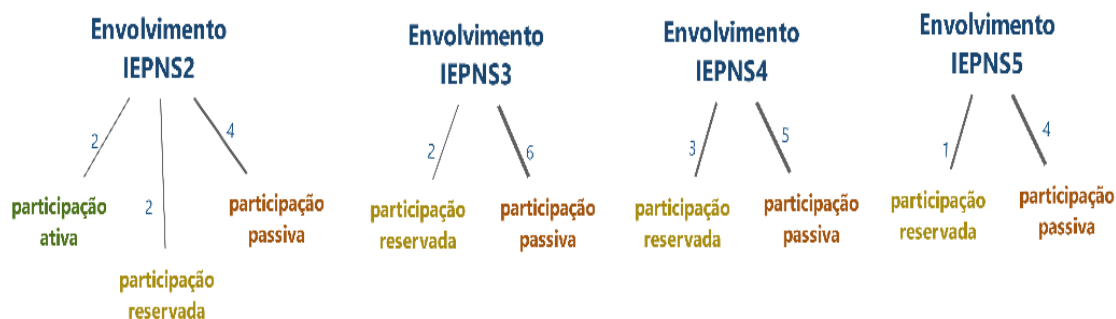 Envolvimento
IEPNS2
2
2
4
participação
ativa
participação
reservada
participação
passiva
Envolvimento
IEPNS3
2
6
participação
reservada
participação
passiva
Envolvimento
IEPNS4
3
5
participação
reservada
participação
passiva
Envolvimento
IEPNS5
1
4
participação
reservada
participação
passiva